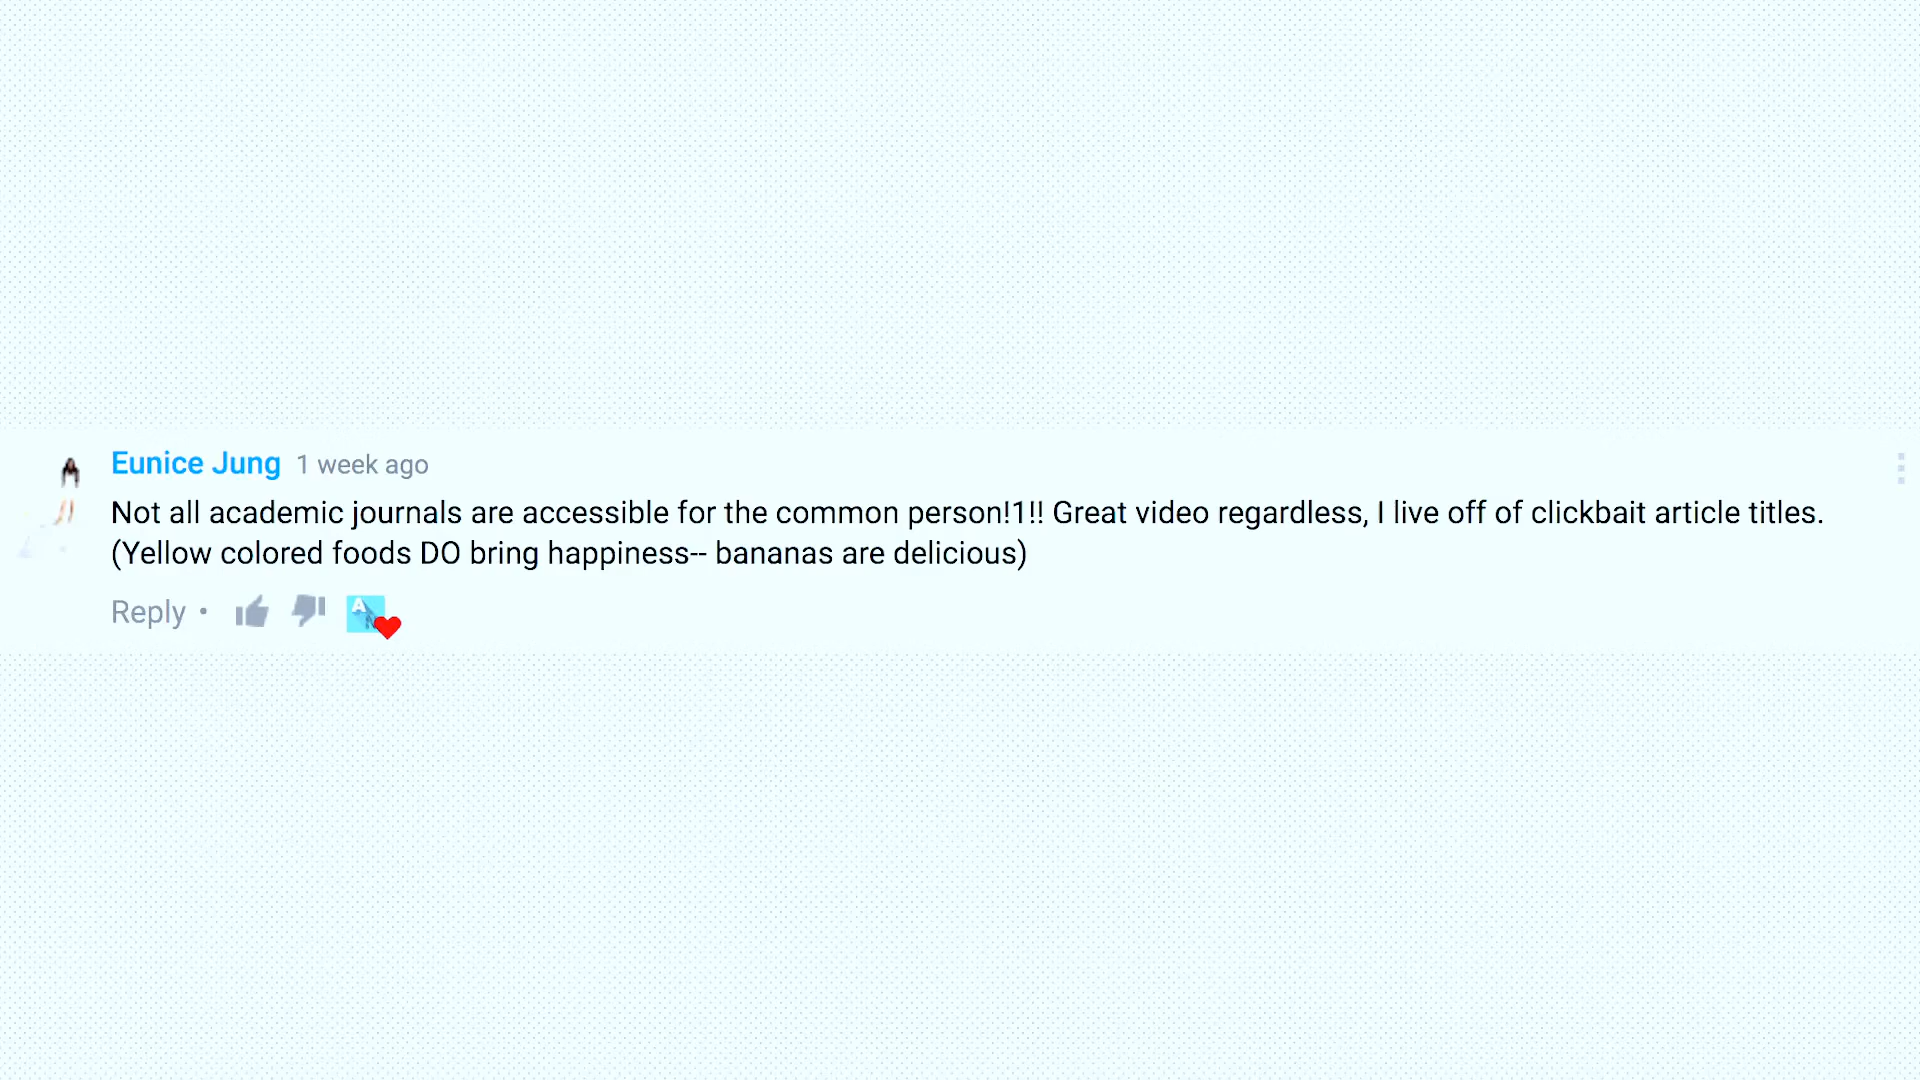 Eunice Jung 1 week ago
Not all academic journals are accessible for the common person!1!! Great video regardless, I live off of clickbait article titles.
(Yellow colored foods DO bring happiness-- bananas are delicious)
Reply •
A